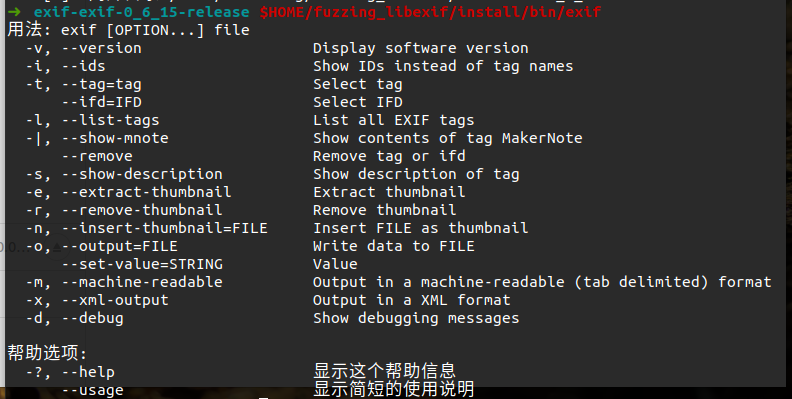 ➜ exif-exif-0_6_15-release $HOME/fuzzing_libexif/install/bin/exif
用法: exif [OPTION...] file
-v, --version Display software version
-i, --ids Show IDs instead of tag names
-t, --tag=tag Select tag
--ifd=IFD Select IFD
-l, --list-tags List all EXIF tags
-|, --show-mnote Show contents of tag MakerNote
--remove Remove tag or ifd
-s, --show-description Show description of tag
-e, --extract-thumbnail Extract thumbnail
-r, --remove-thumbnail Remove thumbnail
-n, --insert-thumbnail=FILE Insert FILE as thumbnail
-o, --output=FILE Write data to FILE
--set-value=STRING Value
-m, --machine-readable Output in a machine-readable (tab delimited) format
-x, --xml-output Output in a XML format
-d, --debug Show debugging messages
帮助选项:
-?, --help 显示这个帮助信息
--usage 显示简短的使用说明